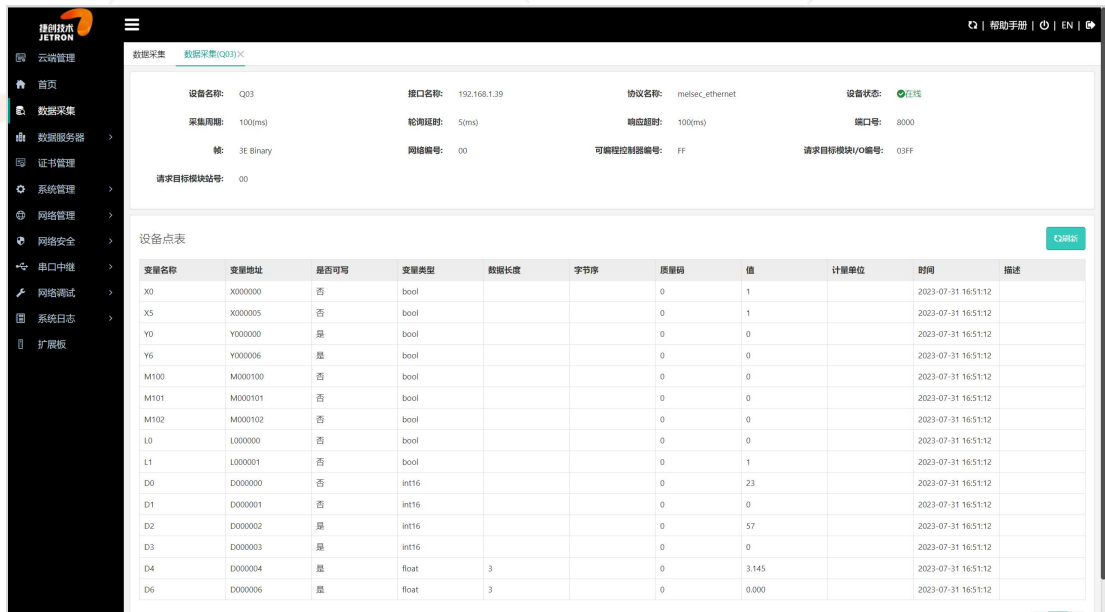 捷创技术
JETRON
| 帮助手册 | | EN |
云端管理
首页
数据采集
数据服务器
证书管理
系统管理
网络管理
网络安全
串口中继
网络调试
系统日志
扩展板
数据采集 数据采集(Q03)×
设备名称: Q03 接口名称: 192.168.1.39 协议名称: melsec_ethernet 设备状态: 在线
采集周期: 100(ms) 轮询延时: 5(ms) 响应超时: 100(ms) 端口号: 8000
帧: 3E Binary 网络编号: 00 可编程控制器编号: FF 请求目标模块I/O编号: 03FF
请求目标模块站号: 00
设备点表 刷新
变量名称 变量地址 是否可写 变量类型 数据长度 字节序 质量码 值 计量单位 时间 描述
X0 X000000 否 bool 0 1 2023-07-31 16:51:12
X5 X000005 否 bool 0 1 2023-07-31 16:51:12
Y0 Y000000 是 bool 0 0 2023-07-31 16:51:12
Y6 Y000006 是 bool 0 0 2023-07-31 16:51:12
M100 M000100 否 bool 0 0 2023-07-31 16:51:12
M101 M000101 否 bool 0 0 2023-07-31 16:51:12
M102 M000102 否 bool 0 0 2023-07-31 16:51:12
L0 L000000 否 bool 0 0 2023-07-31 16:51:12
L1 L000001 否 bool 0 1 2023-07-31 16:51:12
D0 D000000 否 int16 0 23 2023-07-31 16:51:12
D1 D000001 否 int16 0 0 2023-07-31 16:51:12
D2 D000002 是 int16 0 57 2023-07-31 16:51:12
D3 D000003 是 int16 0 0 2023-07-31 16:51:12
D4 D000004 是 float 3 0 3.145 2023-07-31 16:51:12
D6 D000006 是 float 3 0 0.000 2023-07-31 16:51:12